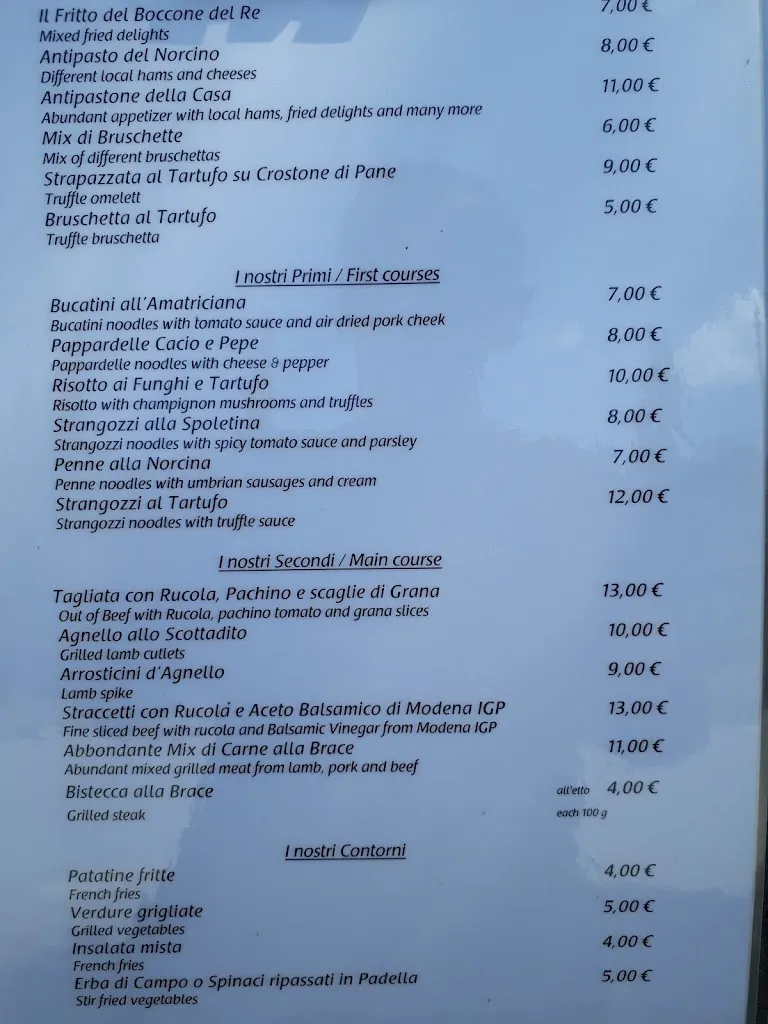 Il Fritto del Boccone del Re 7,00 €
Mixed fried delights
Antipasto del Norcino 8,00 €
Different local hams and cheeses
Antipastone della Casa 11,00 €
Abundant appetizer with local hams, fried delights and many more
Mix di Bruschette 6,00 €
Mix of different bruschettas
Strapazzata al Tartufo su Crostone di Pane 9,00 €
Truffle omelett
Bruschetta al Tartufo 5,00 €
Truffle bruschetta
I nostri Primi / First courses
Bucatini all'Amatriciana 7,00 €
Bucatini noodles with tomato sauce and air dried pork cheek
Pappardelle Cacio e Pepe 8,00 €
Pappardelle noodles with cheese & pepper
Risotto ai Funghi e Tartufo 10,00 €
Risotto with champignon mushrooms and truffles
Strangozzi alla Spoletina 8,00 €
Strangozzi noodles with spicy tomato sauce and parsley
Penne alla Norcina 7,00 €
Penne noodles with umbrian sausages and cream
Strangozzi al Tartufo 12,00 €
Strangozzi noodles with truffle sauce
I nostri Secondi / Main course
Tagliata con Rucola, Pachino e scaglie di Grana 13,00 €
Out of Beef with Rucola, pachino tomato and grana slices
Agnello allo Scottadito 10,00 €
Grilled lamb cutlets
Arrosticini d'Agnello 9,00 €
Lamb spike
Straccetti con Rucola e Aceto Balsamico di Modena IGP 13,00 €
Fine sliced beef with rucola and Balsamic Vinegar from Modena IGP
Abbondante Mix di Carne alla Brace 11,00 €
Abundant mixed grilled meat from lamb, pork and beef
Bistecca alla Brace all'etto 4,00 €
Grilled steak each 100 g
I nostri Contorni
Patatine fritte 4,00 €
French fries
Verdure grigliate 5,00 €
Grilled vegetables
Insalata mista 4,00 €
French fries
Erba di Campo o Spinaci ripassati in Padella 5,00 €
Stir fried vegetables